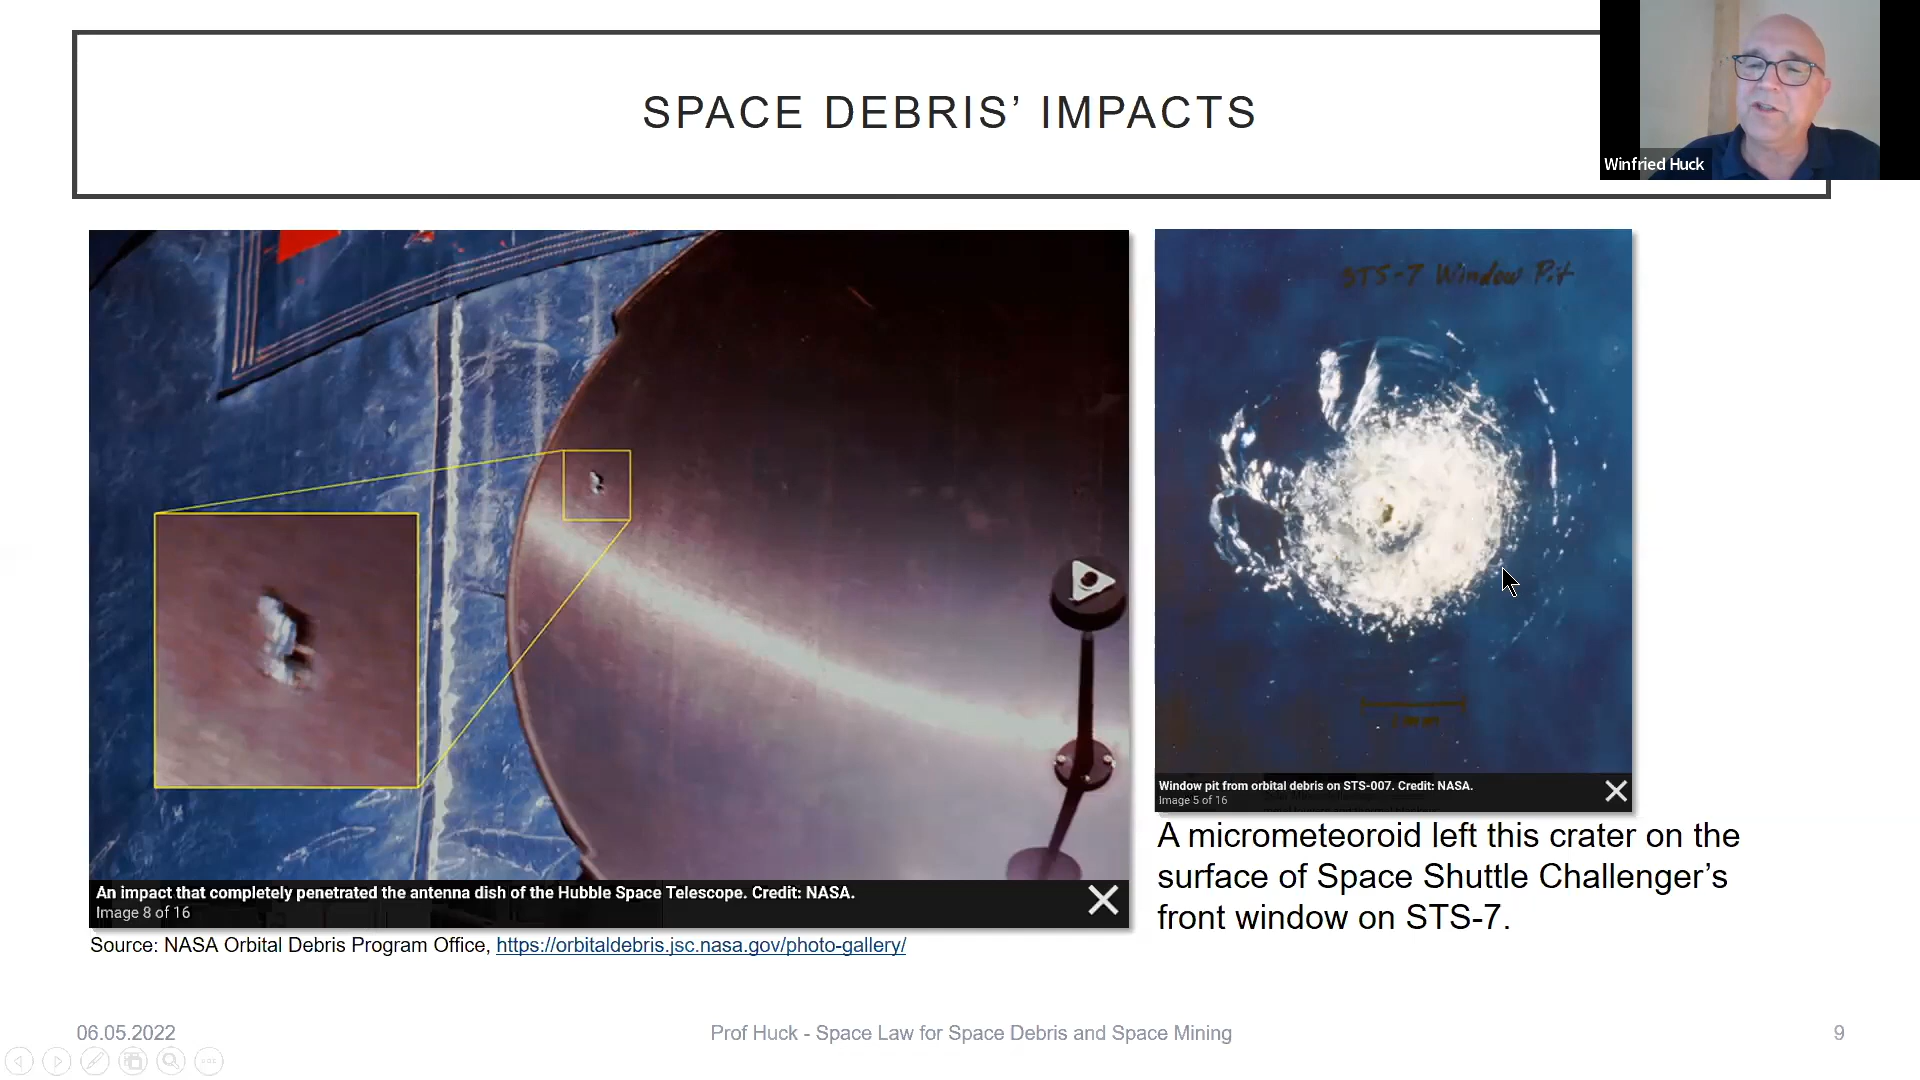 SPACE DEBRIS’ IMPACTS
Winfried Huck
STS-7 Window Pit
An impact that completely penetrated the antenna dish of the Hubble Space Telescope. Credit: NASA.
Image 8 of 16
Source: NASA Orbital Debris Program Office, https://orbitaldebris.jsc.nasa.gov/photo-gallery/
Window pit from orbital debris on STS-007. Credit: NASA.
Image 5 of 16
A micrometeoroid left this crater on the
surface of Space Shuttle Challenger’s
front window on STS-7.
06.05.2022
Prof Huck - Space Law for Space Debris and Space Mining
9